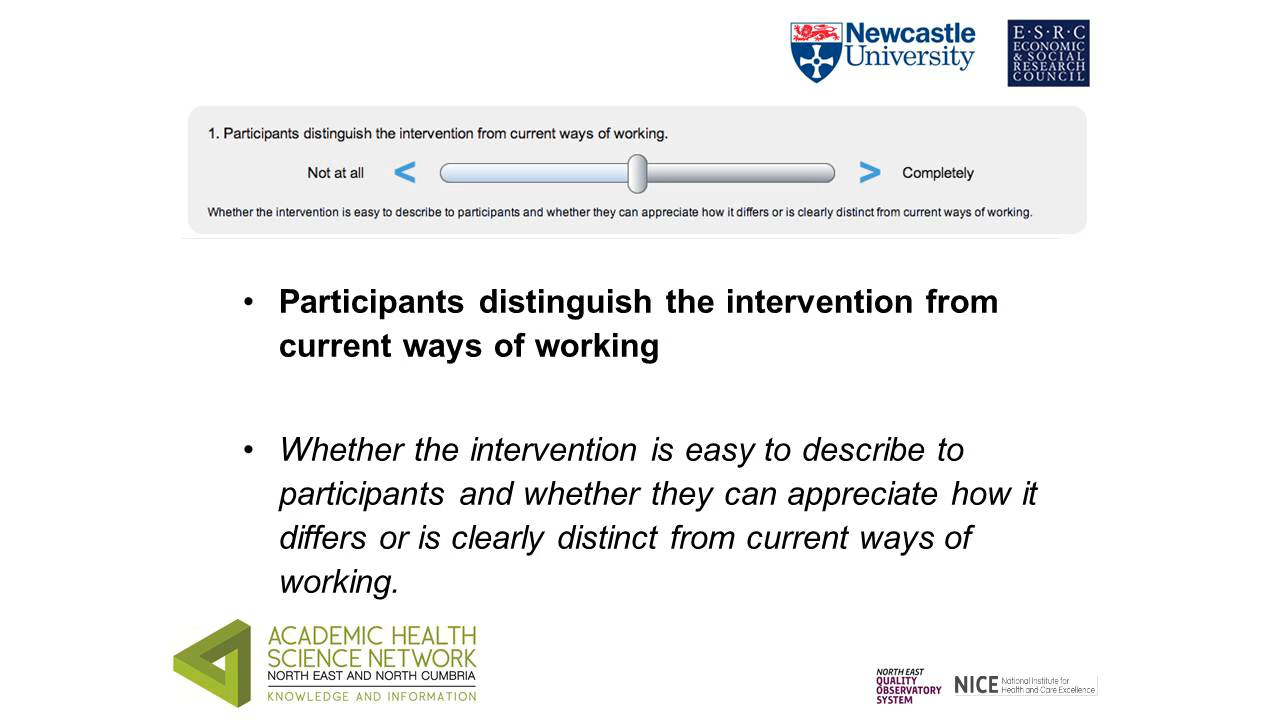 Newcastle
University
E·S·R·C
ECONOMIC
& SOCIAL
RESEARCH
COUNCIL
1. Participants distinguish the intervention from current ways of working.
Not at all < > Completely
Whether the intervention is easy to describe to participants and whether they can appreciate how it differs or is clearly distinct from current ways of working.
• Participants distinguish the intervention from
current ways of working
• Whether the intervention is easy to describe to
participants and whether they can appreciate how it
differs or is clearly distinct from current ways of
working.
ACADEMIC HEALTH
SCIENCE NETWORK
NORTH EAST AND NORTH CUMBRIA
KNOWLEDGE AND INFORMATION
NORTH EAST
QUALITY
OBSERVATORY
SYSTEM
NICE National Institute for
Health and Care Excellence